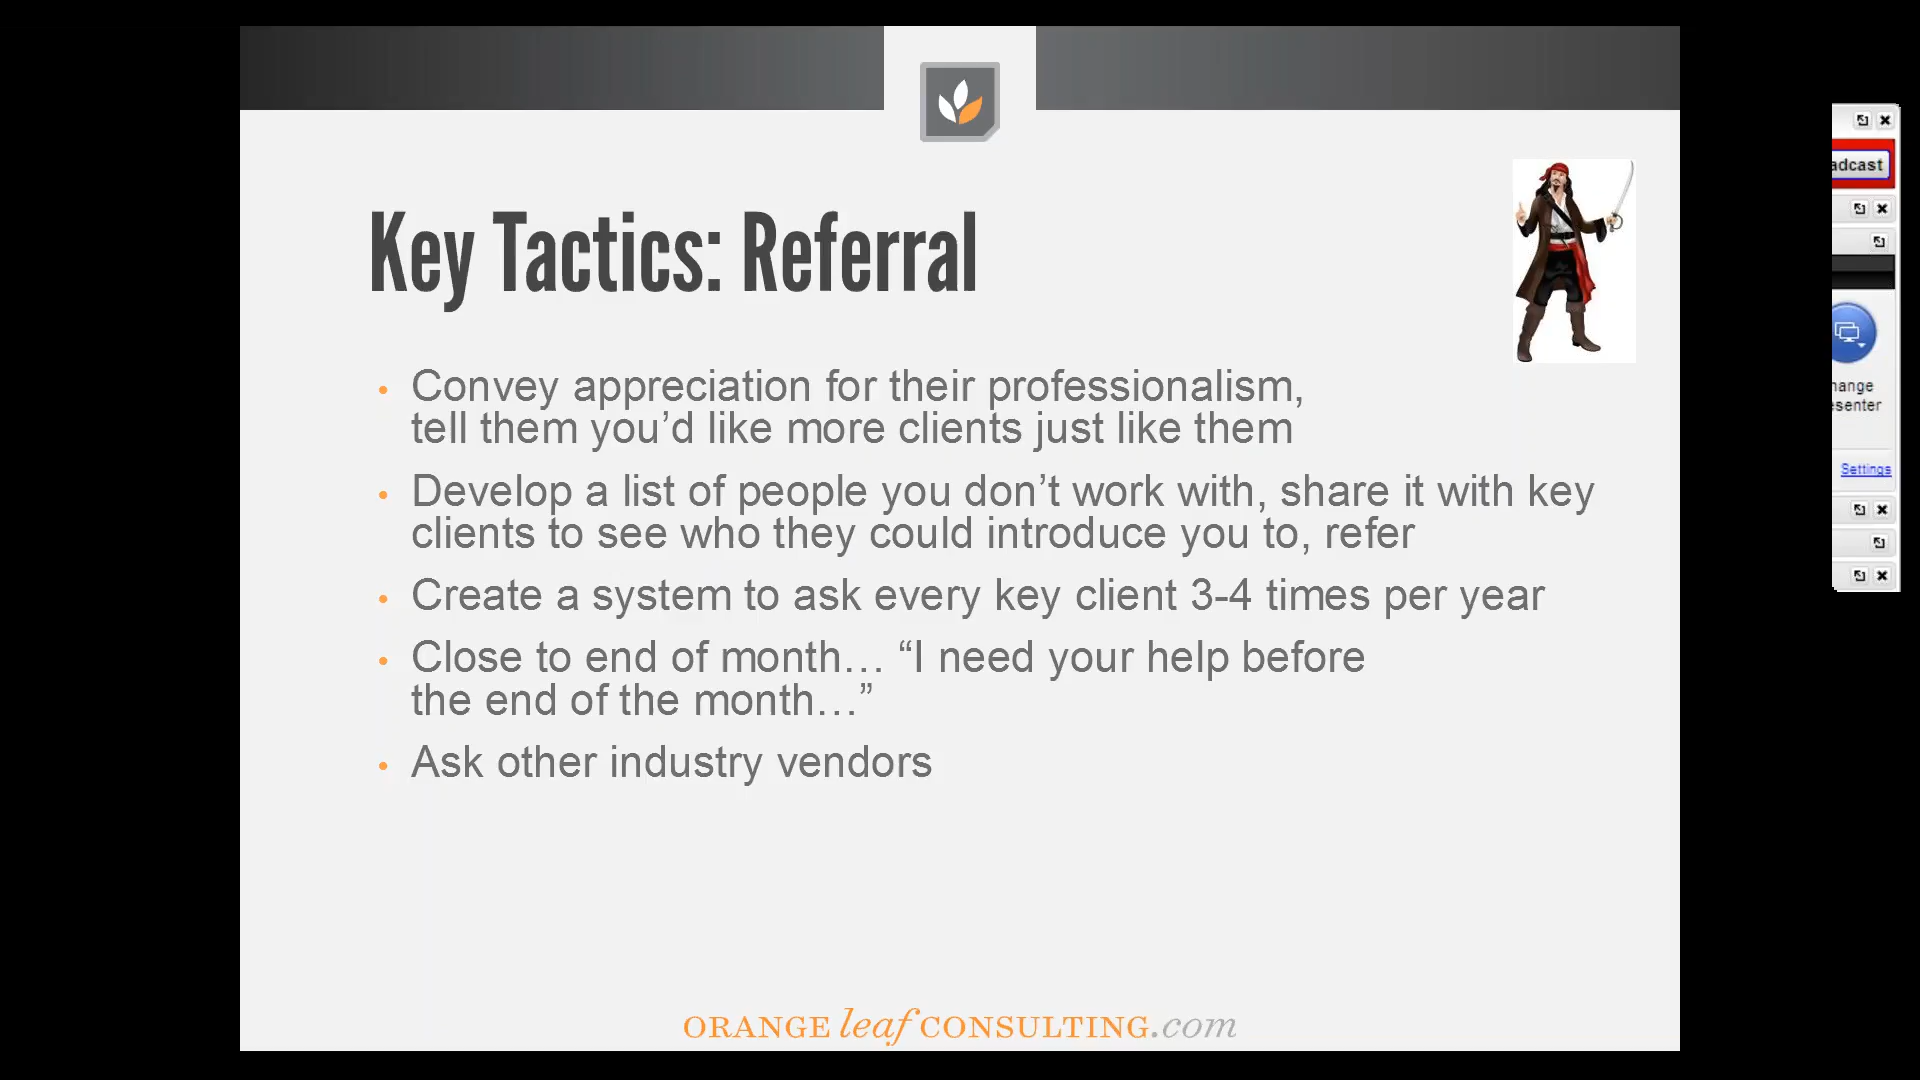 Key Tactics: Referral
• Convey appreciation for their professionalism,
tell them you’d like more clients just like them
• Develop a list of people you don’t work with, share it with key
clients to see who they could introduce you to, refer
• Create a system to ask every key client 3-4 times per year
• Close to end of month… “I need your help before
the end of the month…”
• Ask other industry vendors
ORANGE leaf CONSULTING.com
adcast
hange
senter
Settings